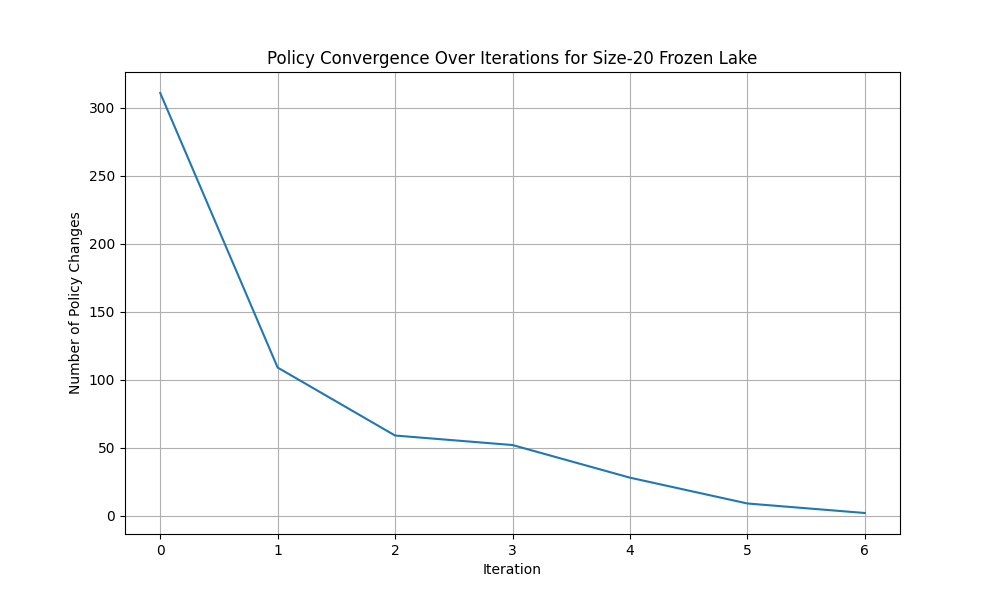 Policy Convergence Over Iterations for Size-20 Frozen Lake
Number of Policy Changes
300
250
200
150
100
50
0
0 1 2 3 4 5 6
Iteration